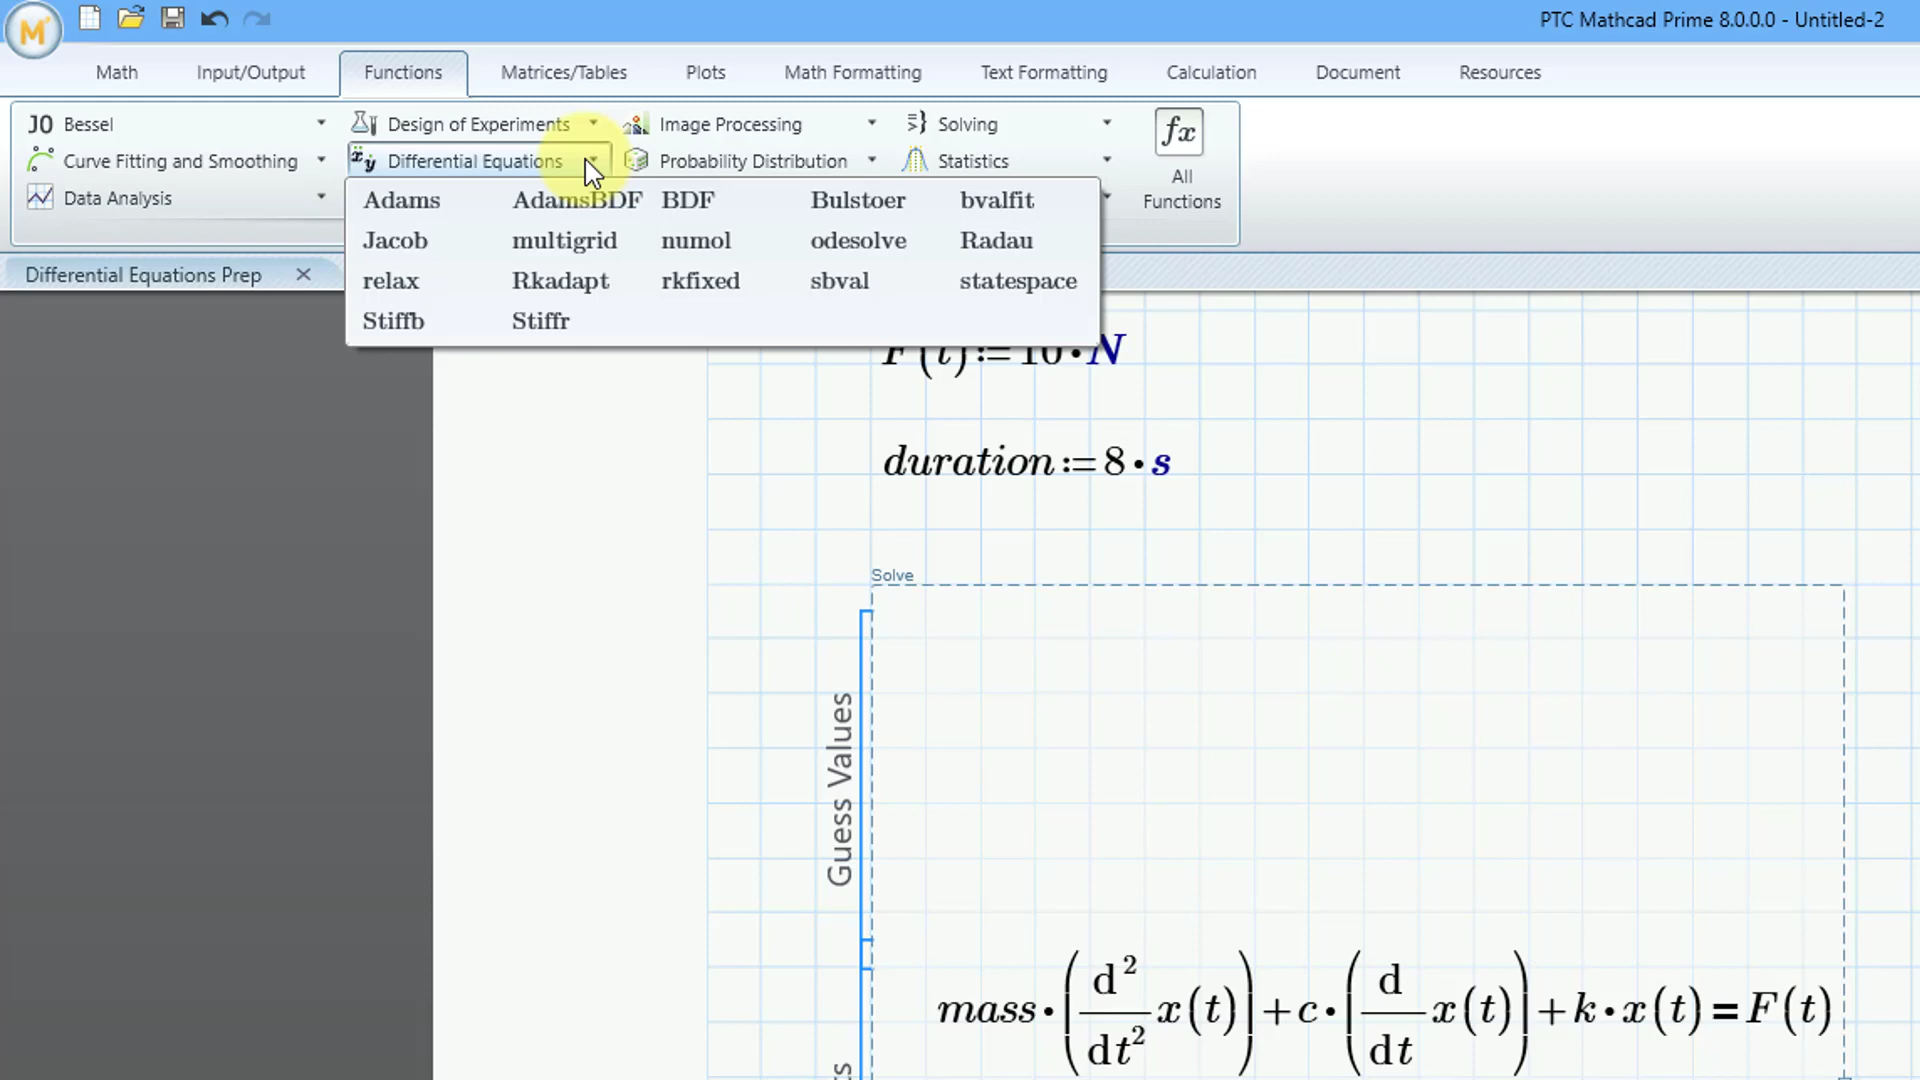 PTC Mathcad Prime 8.0.0.0 - Untitled-2
Math Input/Output Functions Matrices/Tables Plots Math Formatting Text Formatting Calculation Document Resources
J0 Bessel Design of Experiments Image Processing Solving fx
Curve Fitting and Smoothing Differential Equations Probability Distribution Statistics All
Data Analysis Functions
Adams AdamsBDF BDF Bulstoer bvalfit
Jacob multigrid numol odesolve Radau
relax Rkadapt rkfixed sbval statespace
Stiffb Stiffr
Differential Equations Prep
F(t):=10·N
duration:=8·s
Solve
Guess Values
mass·(d²/dt² x(t))+c·(d/dt x(t))+k·x(t)=F(t)